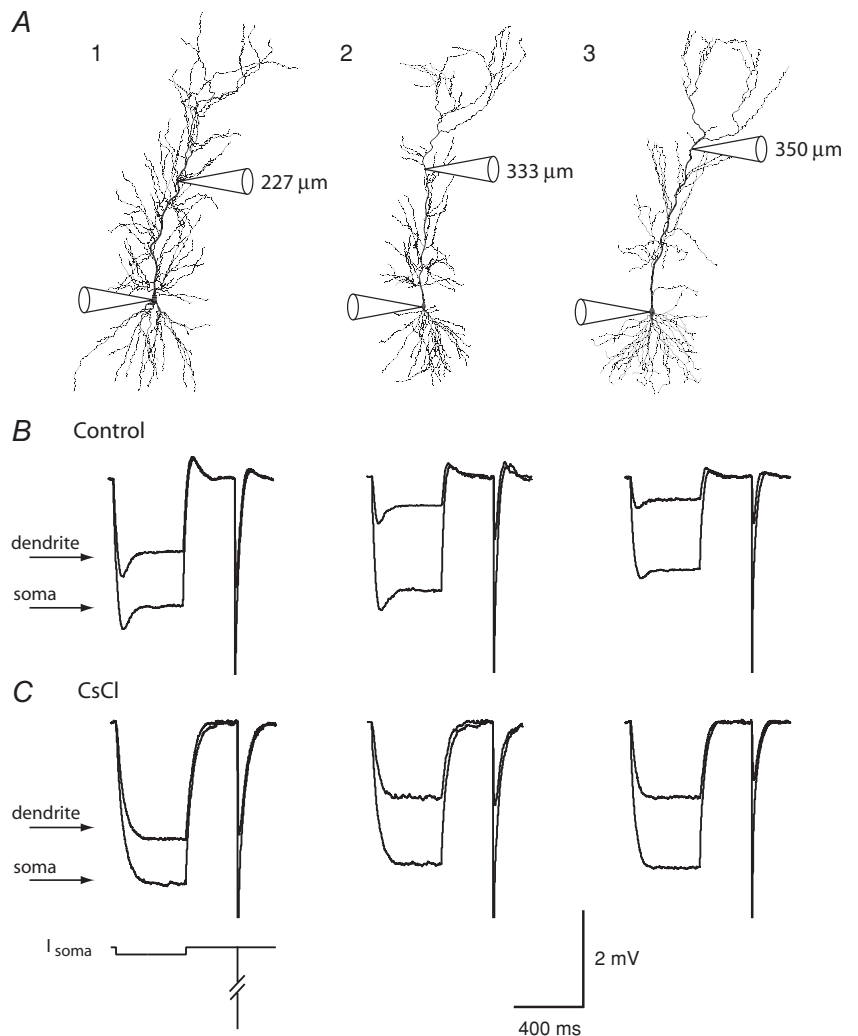 A
1
2
3
227 μm
333 μm
350 μm
B Control
dendrite
soma
C CsCl
dendrite
soma
I soma
2 mV
400 ms